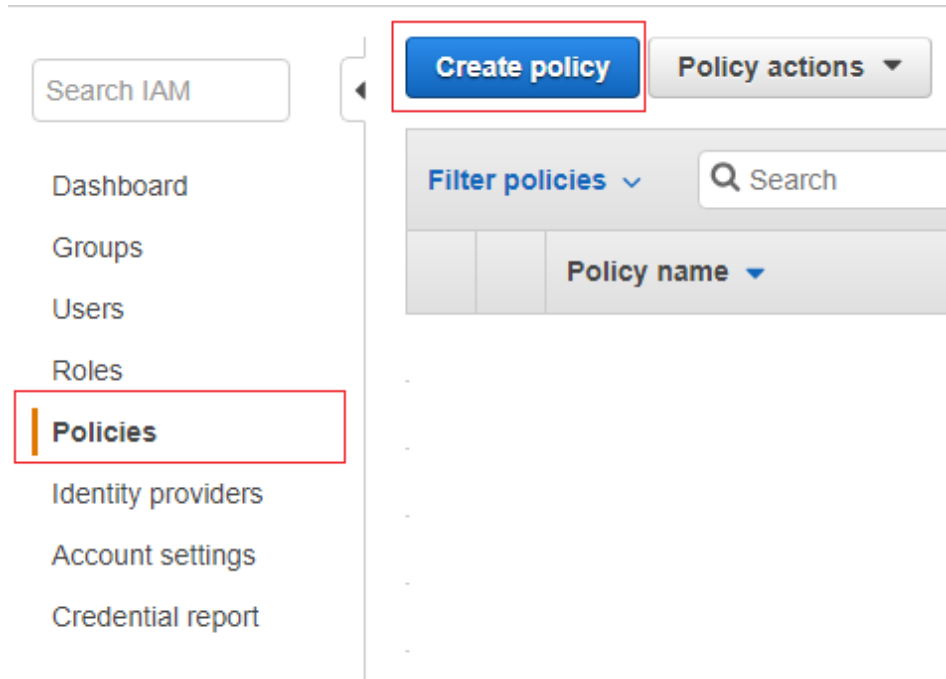 Search IAM
Dashboard
Groups
Users
Roles
Policies
Identity providers
Account settings
Credential report
Create policy
Policy actions
Filter policies
Search
Policy name